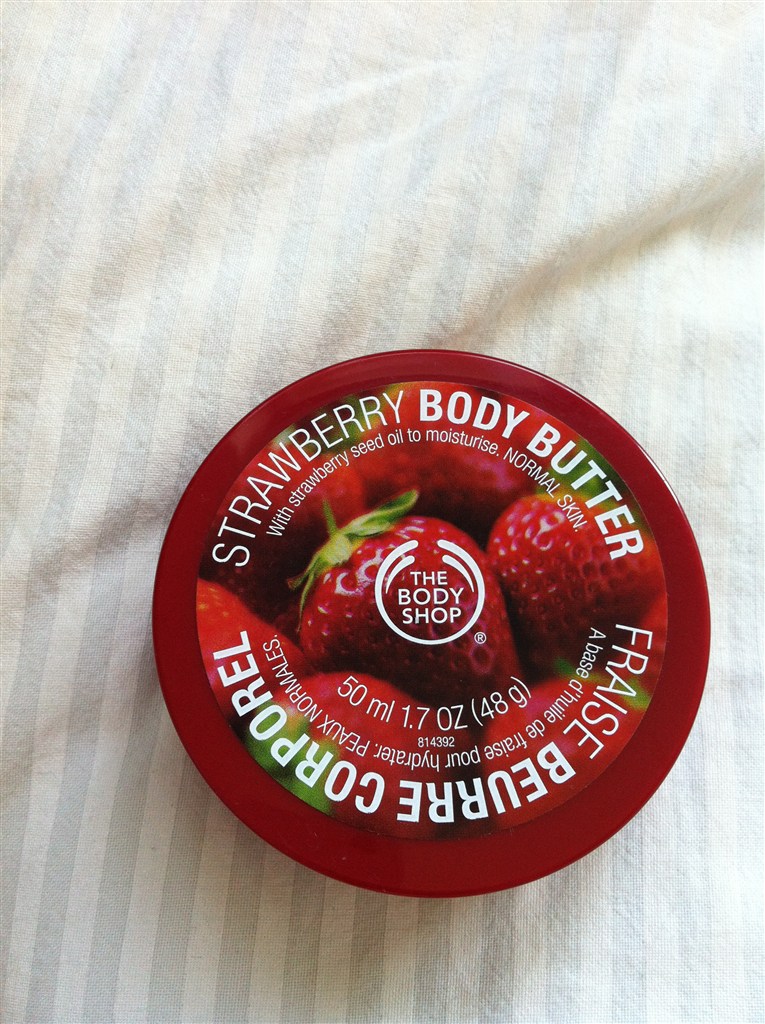 STRAWBERRY BODY BUTTER
With strawberry seed oil to moisturise. NORMAL SKIN.
THE
BODY
SHOP
®
50 ml 1.7 OZ (48 g)
814392
FRAISE BEURRE CORPOREL
A base d'huile de fraise pour hydrater. PEAUX NORMALES.